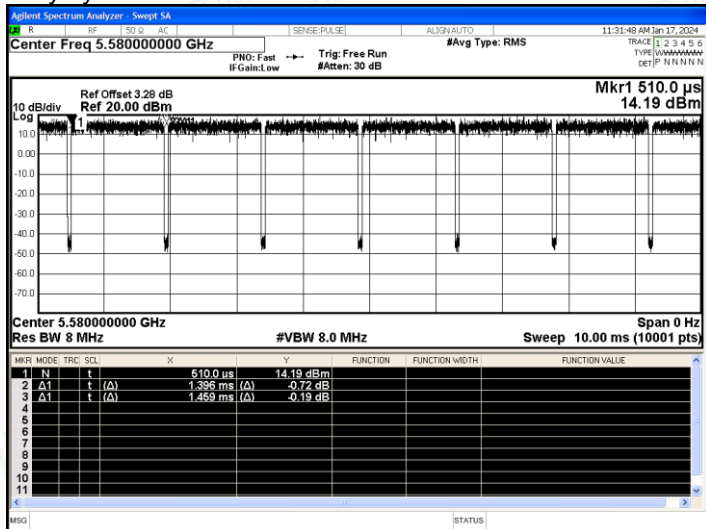 Agilent Spectrum Analyzer - Swept SA
R RF 50 Ω AC SENSE:PULSE ALIGN AUTO 11:31:48 AM Jan 17, 2024
Center Freq 5.580000000 GHz #Avg Type: RMS TRACE 1 2 3 4 5 6
PNO: Fast Trig: Free Run TYPE
IFGain:Low #Atten: 30 dB DET P N N N N N
Mkr1 510.0 µs
Ref Offset 3.28 dB
10 dB/div Ref 20.00 dBm 14.19 dBm
Log
1
10.0
0.00
-10.0
-20.0
-30.0
-40.0
-50.0
-60.0
-70.0
Center 5.580000000 GHz Span 0 Hz
Res BW 8 MHz #VBW 8.0 MHz Sweep 10.00 ms (10001 pts)
MKR MODE TRC SCL X Y FUNCTION FUNCTION WIDTH FUNCTION VALUE
1 N t 510.0 µs 14.19 dBm
2 Δ1 t (Δ) 1.396 ms (Δ) -0.72 dB
3 Δ1 t (Δ) 1.459 ms (Δ) -0.19 dB
4
5
6
7
8
9
10
11
MSG STATUS